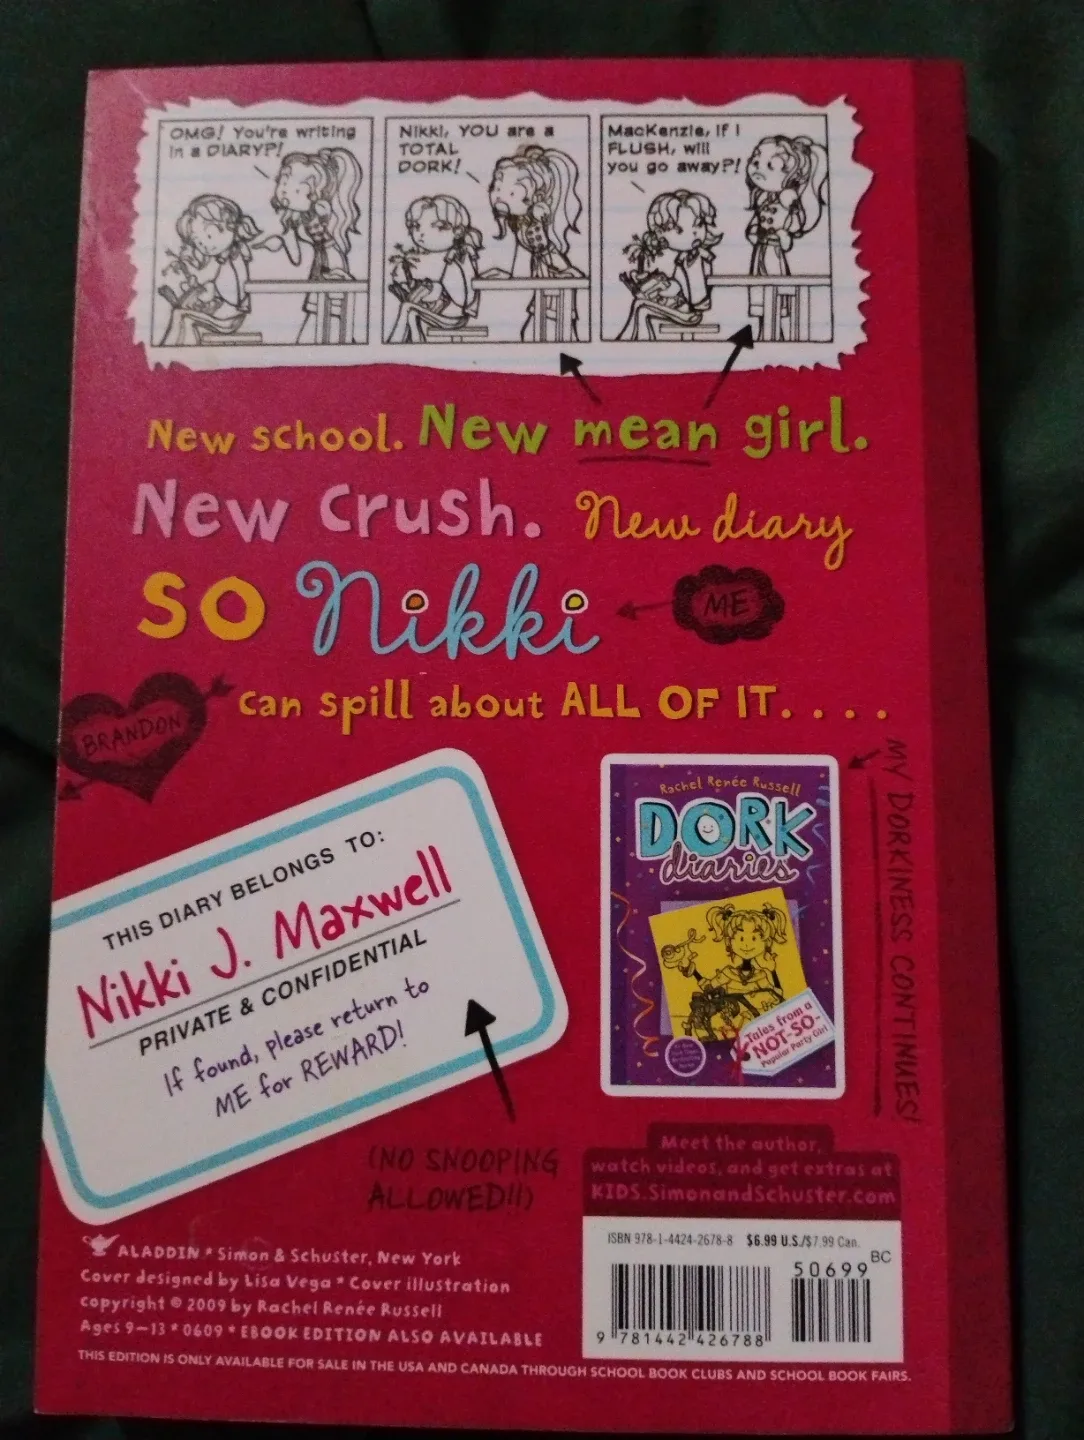 OMG! You're writing
in a DIARY?!
NIKKI, YOU are a
TOTAL
DORK!
MacKenzie, If I
FLUSH, will
you go away?!
New school. New mean girl.
New crush. New diary
so Nikki
ME
can spill about ALL OF IT. . . .
BRANDON
THIS DIARY BELONGS TO:
Nikki J. Maxwell
PRIVATE & CONFIDENTIAL
If found, please return to
ME for REWARD!
(NO SNOOPING
ALLOWED!!)
Rachel Renée Russell
DORK
diaries
Tales from a
NOT-SO-
Popular Party Girl
MY DORKINESS CONTINUES!
Meet the author,
watch videos, and get extras at
KIDS.SimonandSchuster.com
ISBN 978-1-4424-2678-8 $6.99 U.S./$7.99 Can.
50699 BC
9 781442 426788
ALADDIN * Simon & Schuster, New York
Cover designed by Lisa Vega * Cover illustration
copyright © 2009 by Rachel Renée Russell
Ages 9–13 * 0609 * EBOOK EDITION ALSO AVAILABLE
THIS EDITION IS ONLY AVAILABLE FOR SALE IN THE USA AND CANADA THROUGH SCHOOL BOOK CLUBS AND SCHOOL BOOK FAIRS.